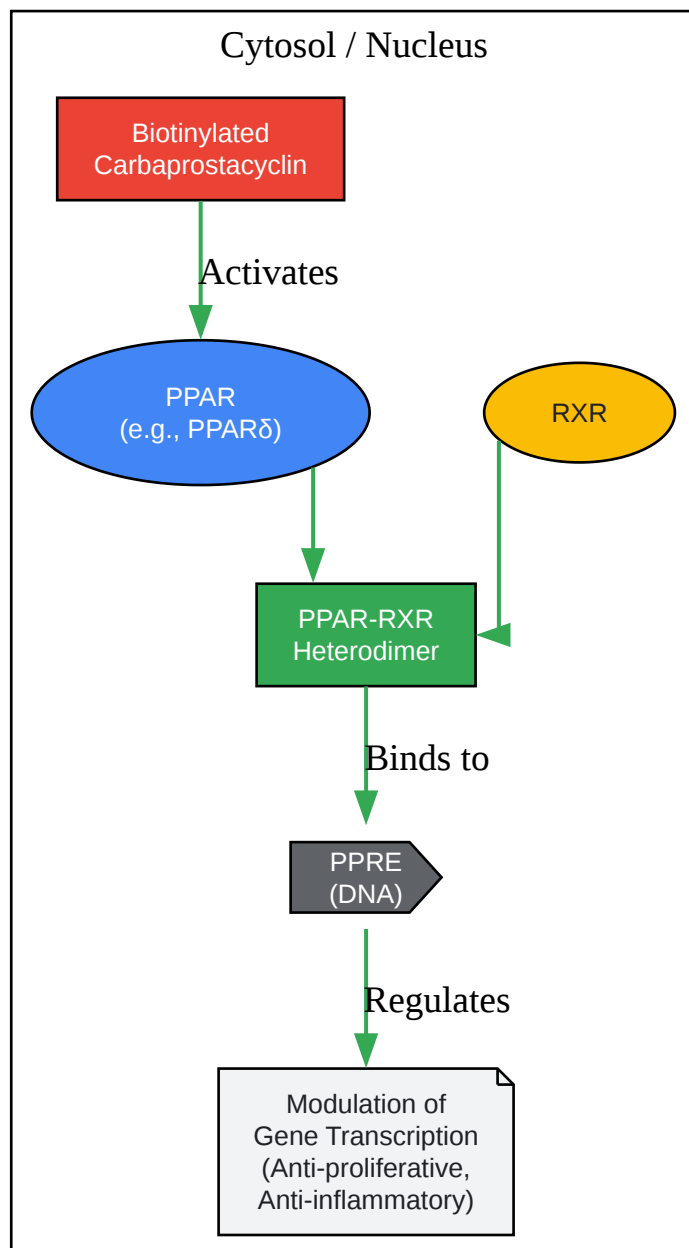 Cytosol / Nucleus
Biotinylated
Carbaprostacyclin
Activates
PPAR
(e.g., PPARδ)
RXR
PPAR-RXR
Heterodimer
Binds to
PPRE
(DNA)
Regulates
Modulation of
Gene Transcription
(Anti-proliferative,
Anti-inflammatory)